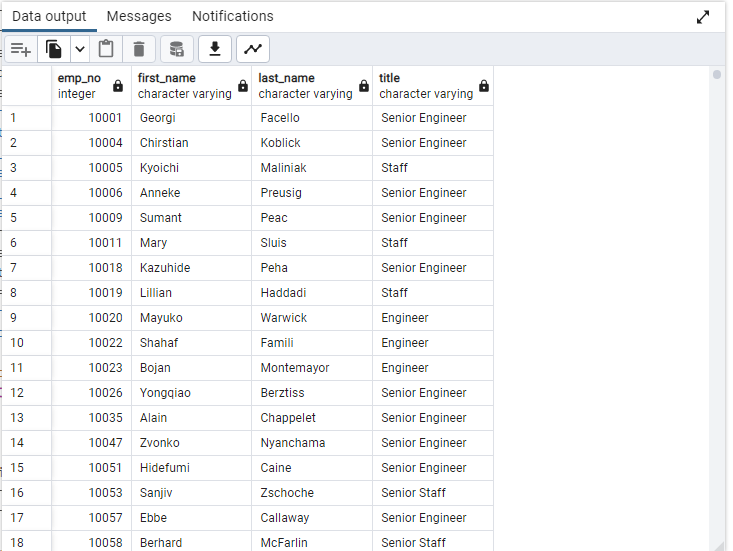 Data output Messages Notifications
emp_no first_name last_name title
integer character varying character varying character varying
1 10001 Georgi Facello Senior Engineer
2 10004 Chirstian Koblick Senior Engineer
3 10005 Kyoichi Maliniak Staff
4 10006 Anneke Preusig Senior Engineer
5 10009 Sumant Peac Senior Engineer
6 10011 Mary Sluis Staff
7 10018 Kazuhide Peha Senior Engineer
8 10019 Lillian Haddadi Staff
9 10020 Mayuko Warwick Engineer
10 10022 Shahaf Famili Engineer
11 10023 Bojan Montemayor Engineer
12 10026 Yongqiao Berztiss Senior Engineer
13 10035 Alain Chappelet Senior Engineer
14 10047 Zvonko Nyanchama Senior Engineer
15 10051 Hidefumi Caine Senior Engineer
16 10053 Sanjiv Zschoche Senior Staff
17 10057 Ebbe Callaway Senior Engineer
18 10058 Berhard McFarlin Senior Staff